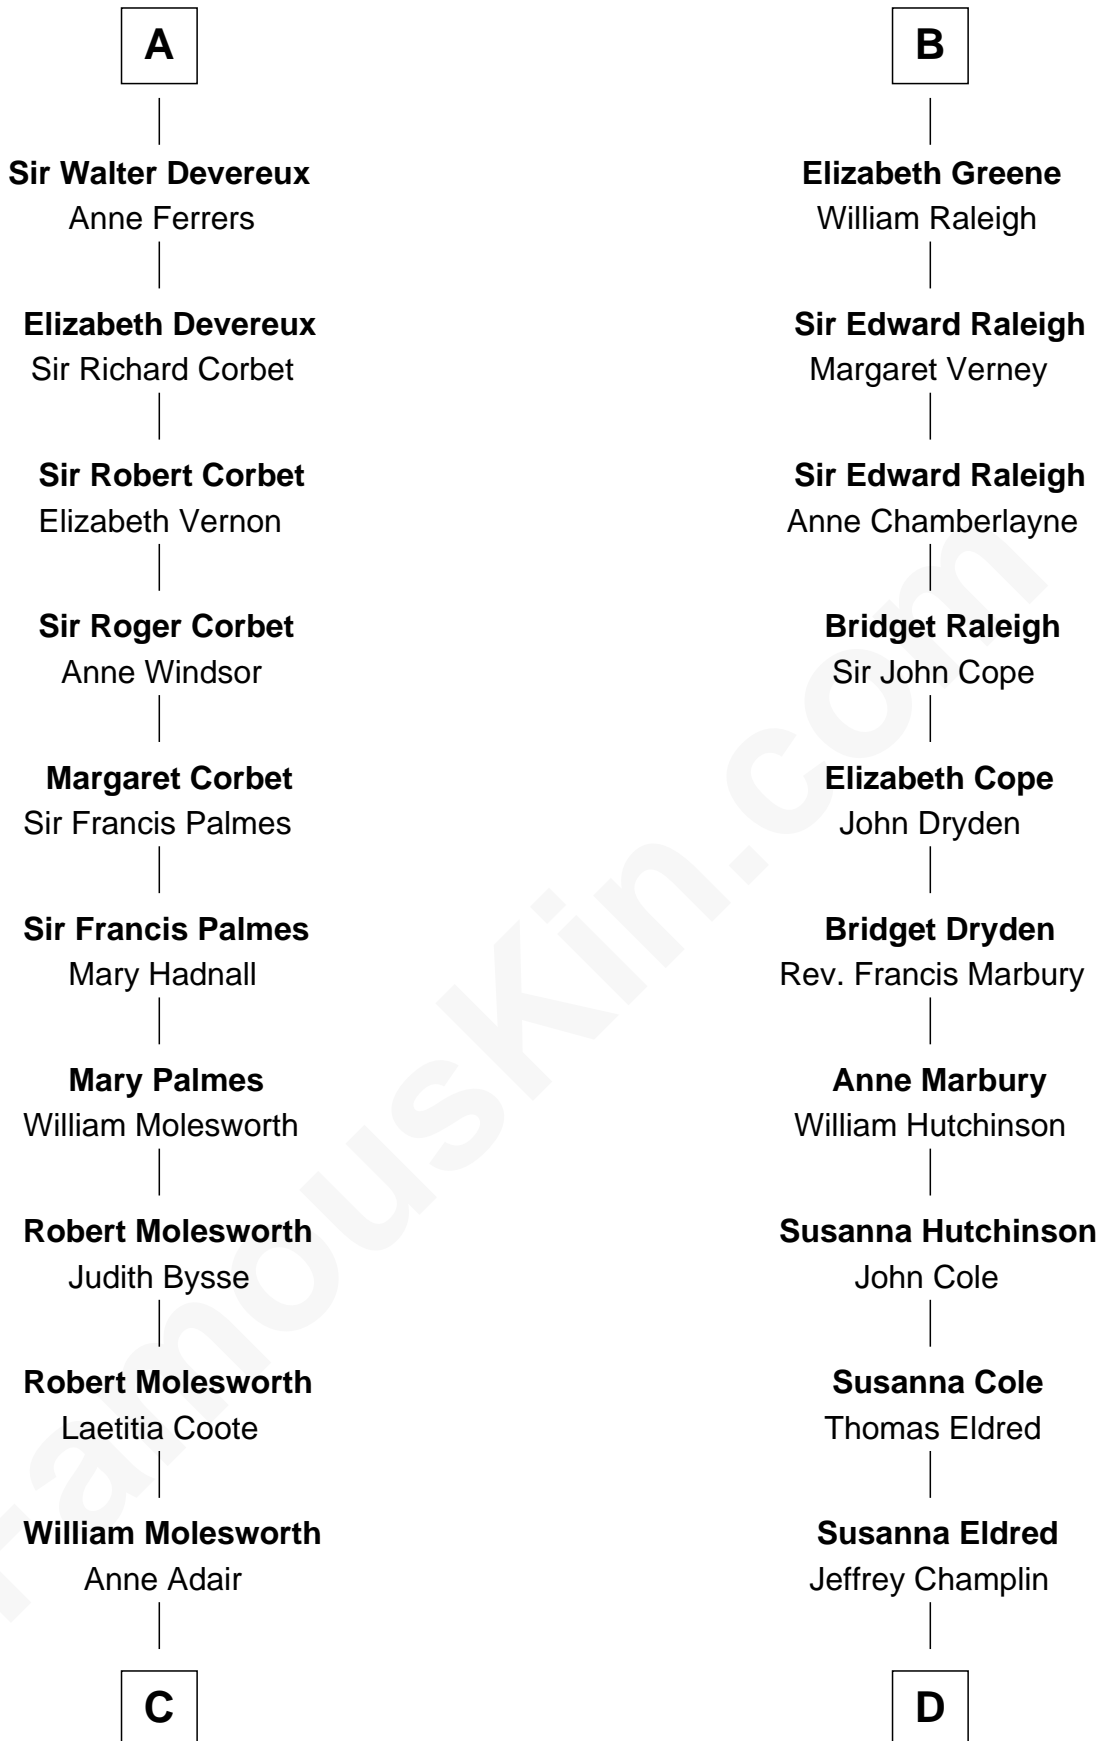 A
Sir Walter Devereux
Anne Ferrers
Elizabeth Devereux
Sir Richard Corbet
Sir Robert Corbet
Elizabeth Vernon
Sir Roger Corbet
Anne Windsor
Margaret Corbet
Sir Francis Palmes
Sir Francis Palmes
Mary Hadnall
Mary Palmes
William Molesworth
Robert Molesworth
Judith Bysse
Robert Molesworth
Laetitia Coote
William Molesworth
Anne Adair
C
B
Elizabeth Greene
William Raleigh
Sir Edward Raleigh
Margaret Verney
Sir Edward Raleigh
Anne Chamberlayne
Bridget Raleigh
Sir John Cope
Elizabeth Cope
John Dryden
Bridget Dryden
Rev. Francis Marbury
Anne Marbury
William Hutchinson
Susanna Hutchinson
John Cole
Susanna Cole
Thomas Eldred
Susanna Eldred
Jeffrey Champlin
D
FamousKin.com